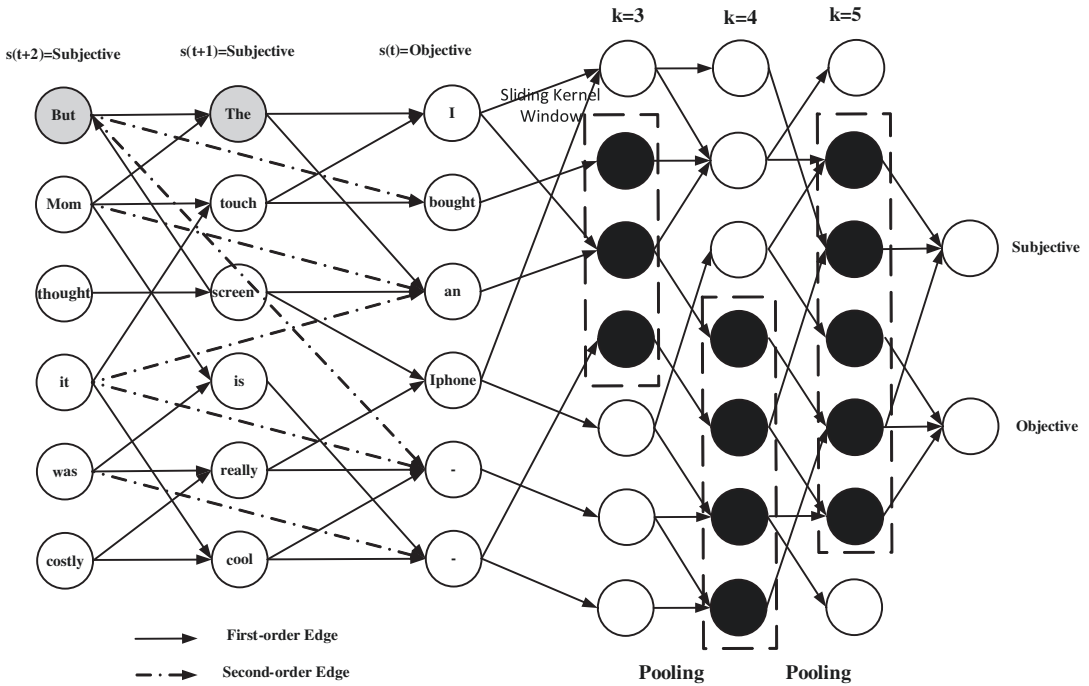 k=3 k=4 k=5
s(t+2)=Subjective s(t+1)=Subjective s(t)=Objective
Sliding Kernel
Window
But The I
Mom touch bought
Subjective
thought screen an
it is Iphone
Objective
was really -
costly cool -
First-order Edge
Second-order Edge
Pooling Pooling